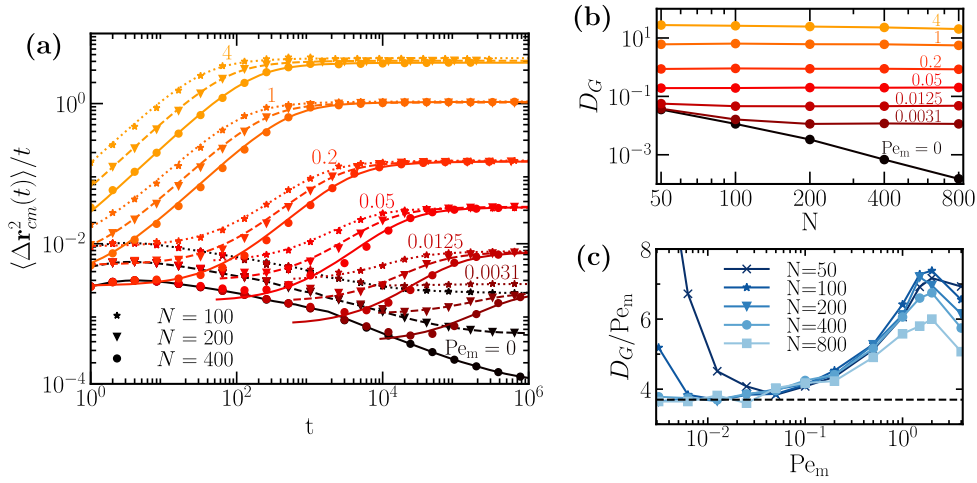 (a)
⟨Δr²cm(t)⟩/t
10⁰
10⁻²
10⁻⁴
4
1
0.2
0.05
0.0125
0.0031
Peₘ = 0
N = 100
N = 200
N = 400
10⁰ 10² 10⁴ 10⁶
t
(b)
D_G
10¹
10⁻¹
10⁻³
4
1
0.2
0.05
0.0125
0.0031
Peₘ = 0
50 100 200 400 800
N
(c)
D_G/Peₘ
8
6
4
N=50
N=100
N=200
N=400
N=800
10⁻² 10⁻¹ 10⁰
Peₘ